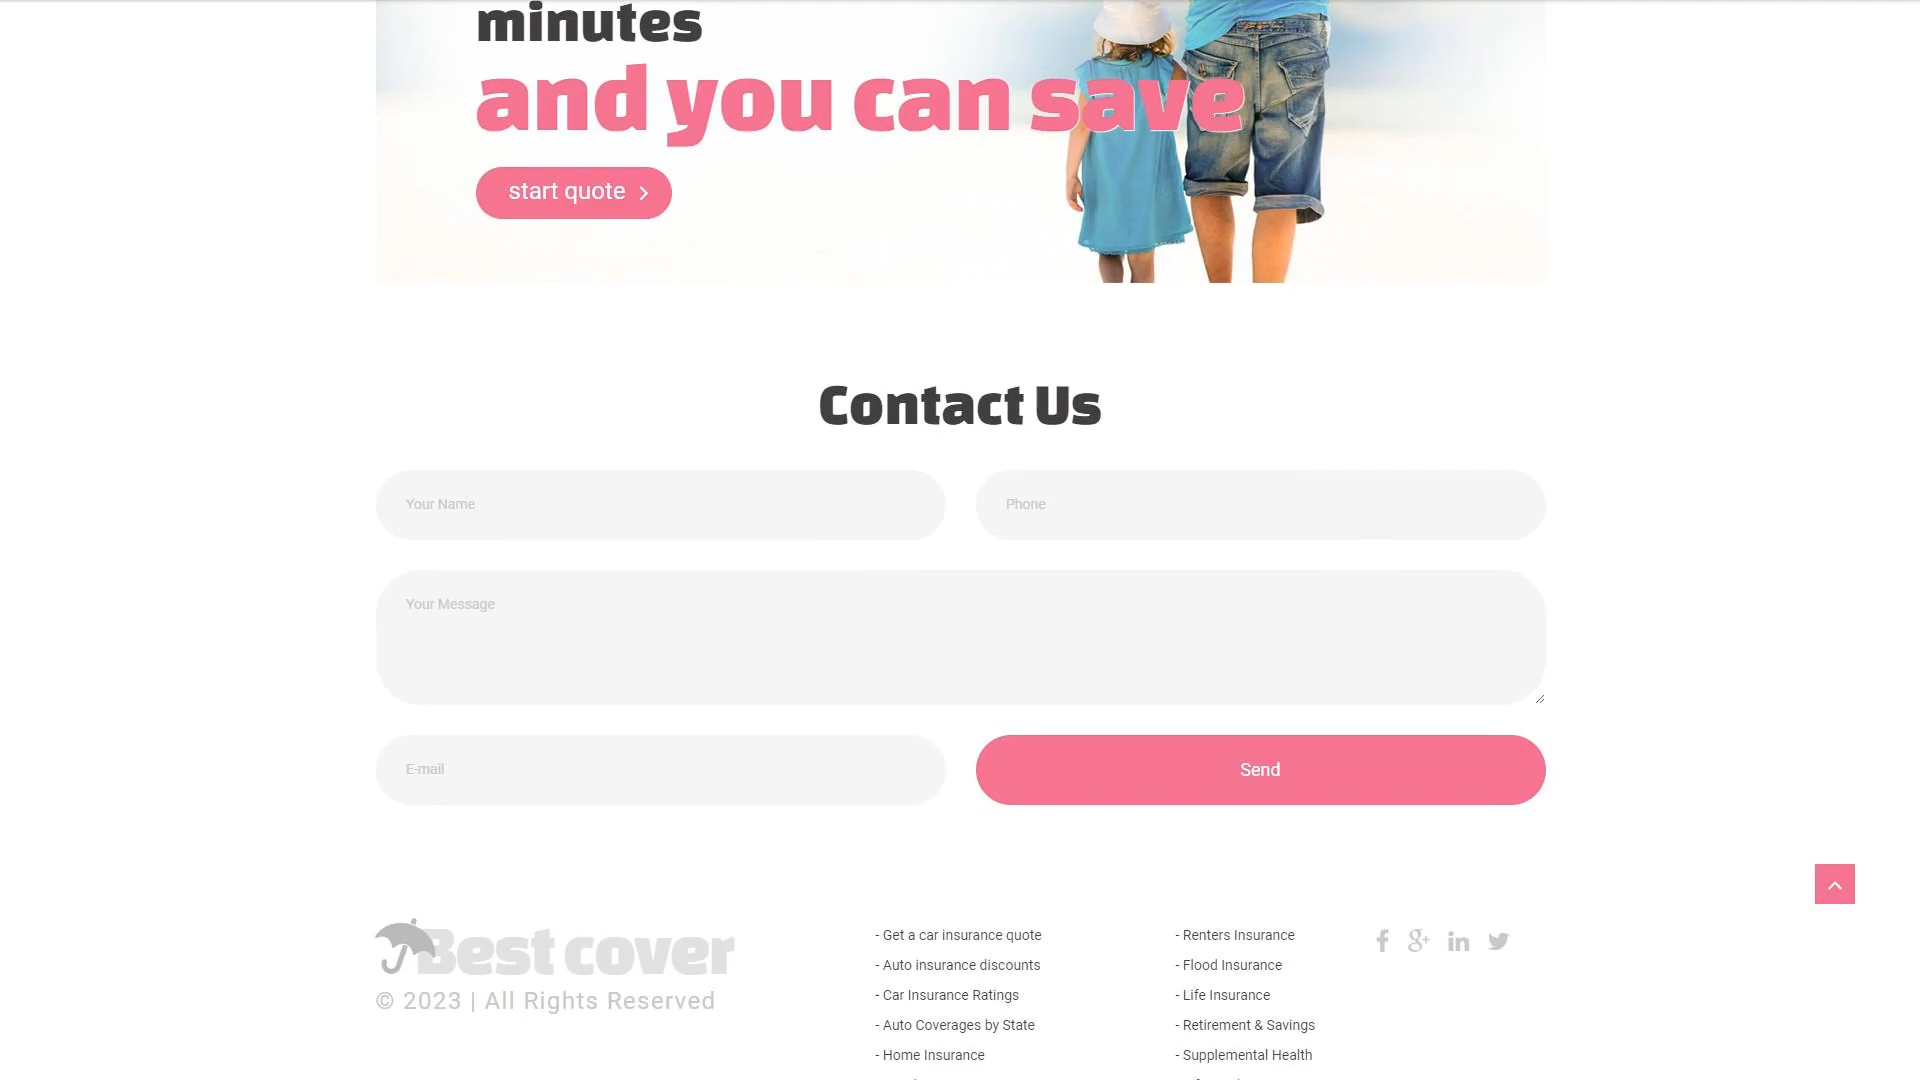 minutes
and you can save
start quote
Contact Us
Your Name
Phone
Your Message
E-mail
Send
Best cover
© 2023 | All Rights Reserved
- Get a car insurance quote
- Auto insurance discounts
- Car Insurance Ratings
- Auto Coverages by State
- Home Insurance
- Renters Insurance
- Flood Insurance
- Life Insurance
- Retirement & Savings
- Supplemental Health